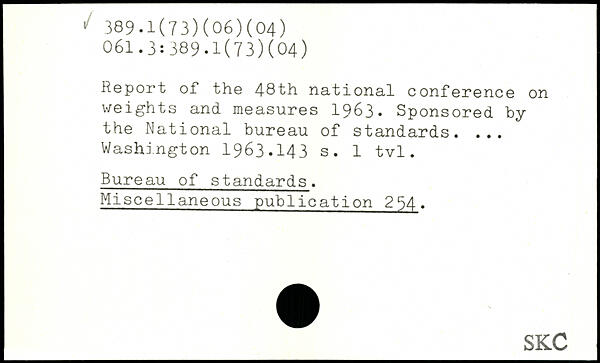 389.1(73)(06)(04)
061.3:389.1(73)(04)
Report of the 48th national conference on
weights and measures 1963. Sponsored by
the National bureau of standards. ...
Washington 1963.143 s. 1 tvl.
Bureau of standards.
Miscellaneous publication 254.
SKC